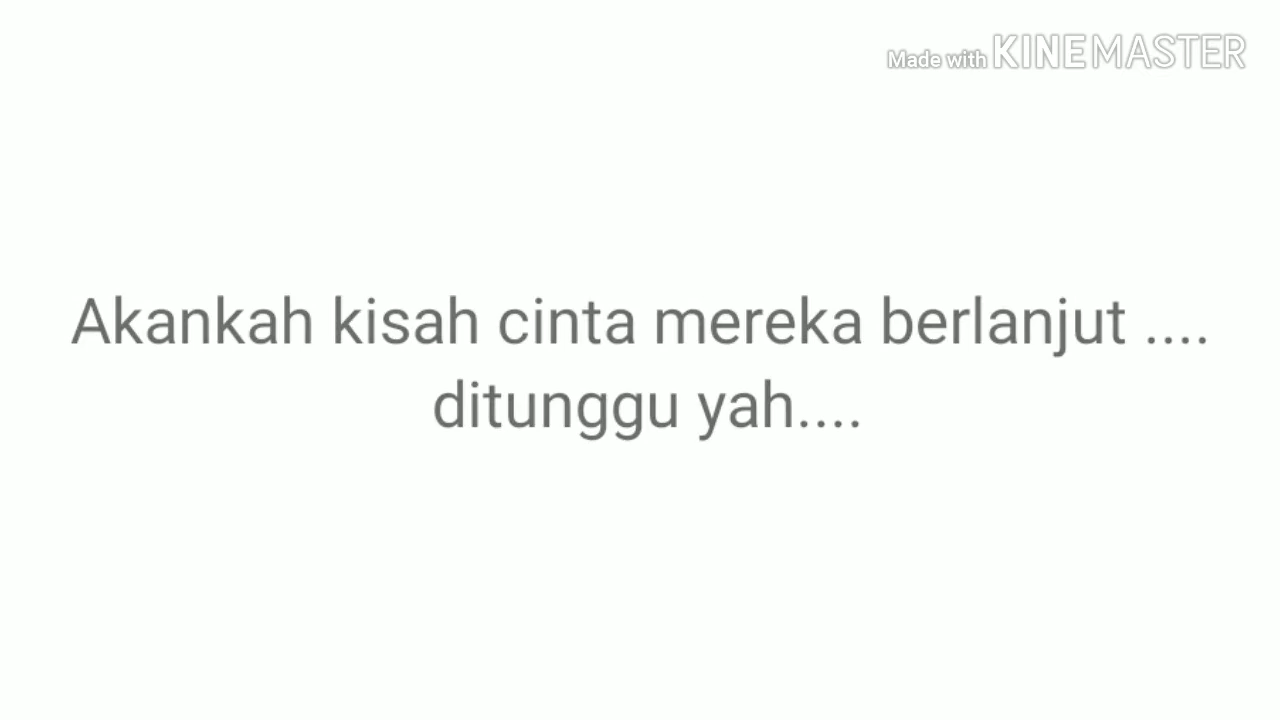 Made with KINEMASTER
Akankah kisah cinta mereka berlanjut ....
ditunggu yah....